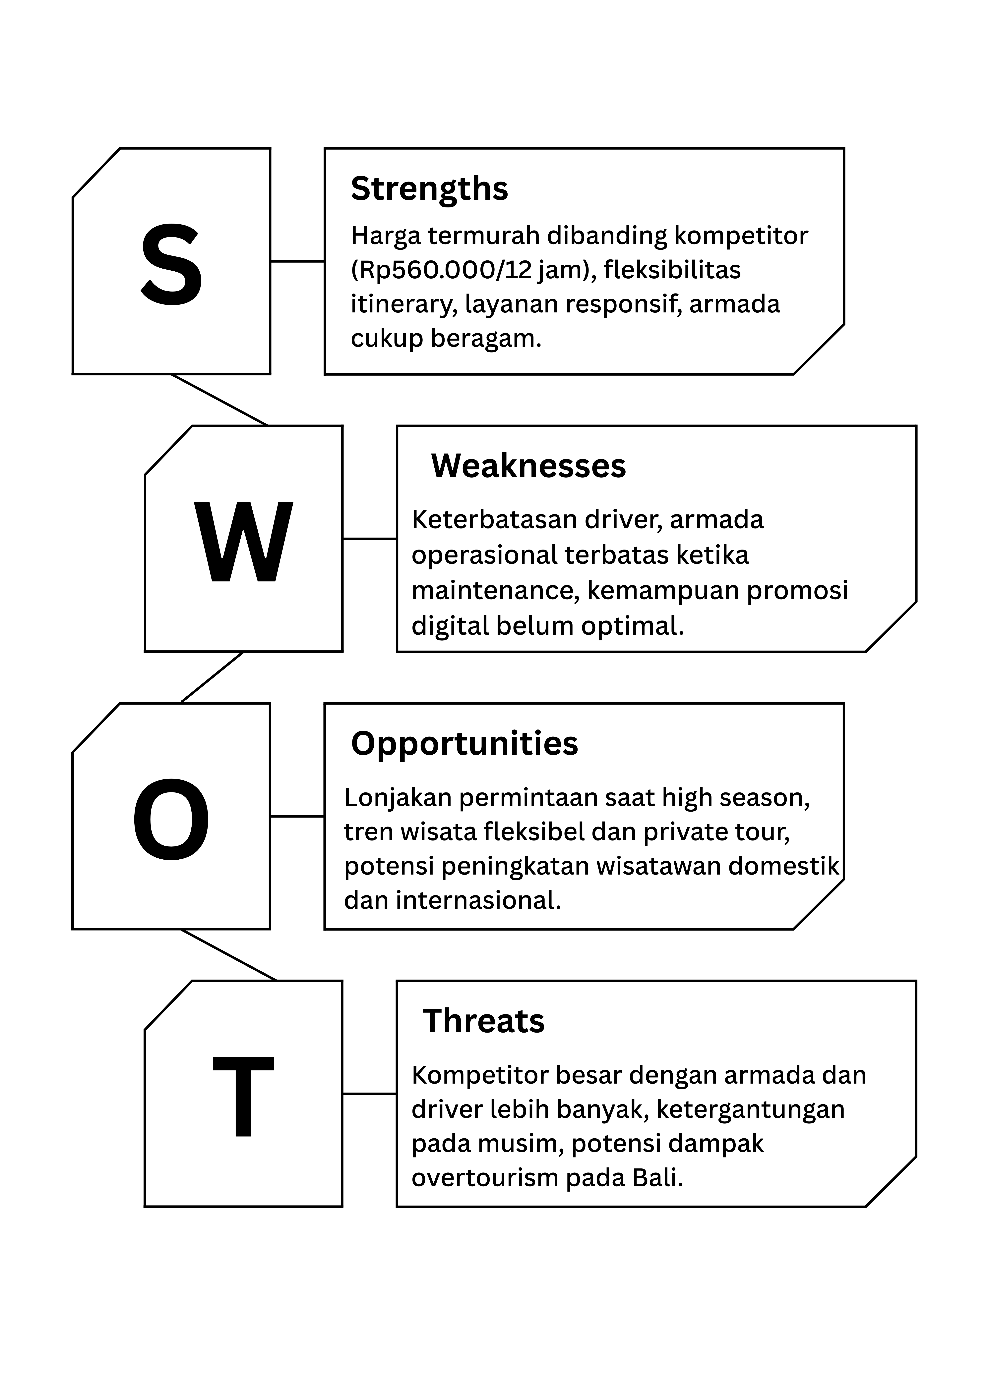 S
Strengths
Harga termurah dibanding kompetitor
(Rp560.000/12 jam), fleksibilitas
itinerary, layanan responsif, armada
cukup beragam.
W
Weaknesses
Keterbatasan driver, armada
operasional terbatas ketika
maintenance, kemampuan promosi
digital belum optimal.
O
Opportunities
Lonjakan permintaan saat high season,
tren wisata fleksibel dan private tour,
potensi peningkatan wisatawan domestik
dan internasional.
T
Threats
Kompetitor besar dengan armada dan
driver lebih banyak, ketergantungan
pada musim, potensi dampak
overtourism pada Bali.